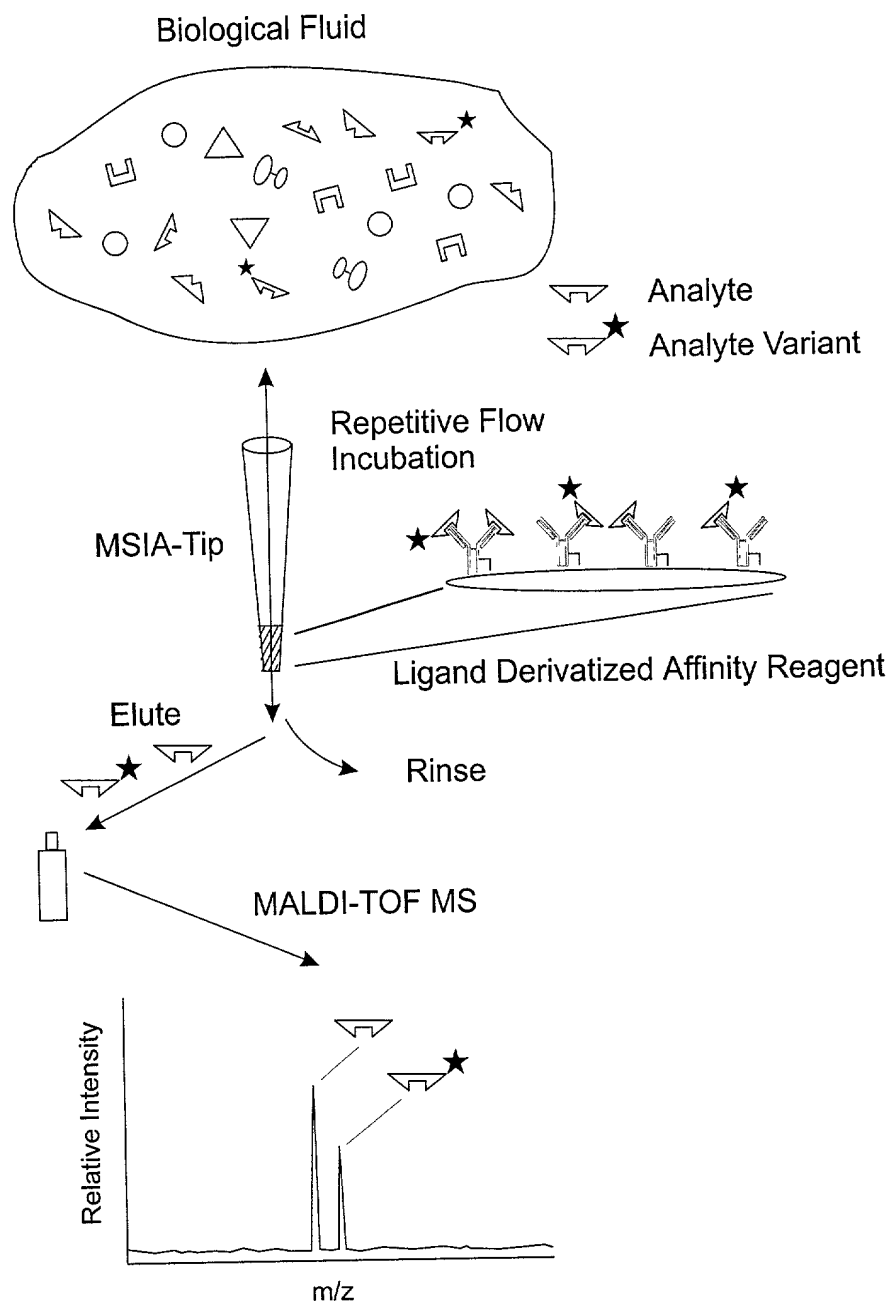 Biological Fluid
Analyte
Analyte Variant
Repetitive Flow
Incubation
MSIA-Tip
Ligand Derivatized Affinity Reagent
Elute
Rinse
MALDI-TOF MS
Relative Intensity
m/z